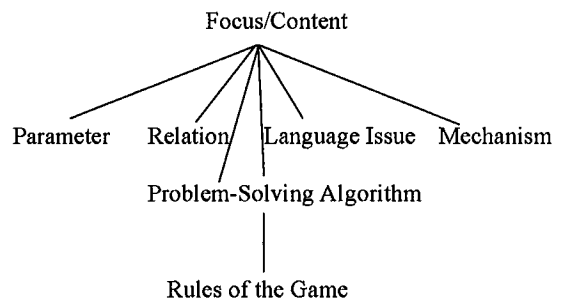 Focus/Content
Parameter Relation Language Issue Mechanism
Problem-Solving Algorithm
Rules of the Game